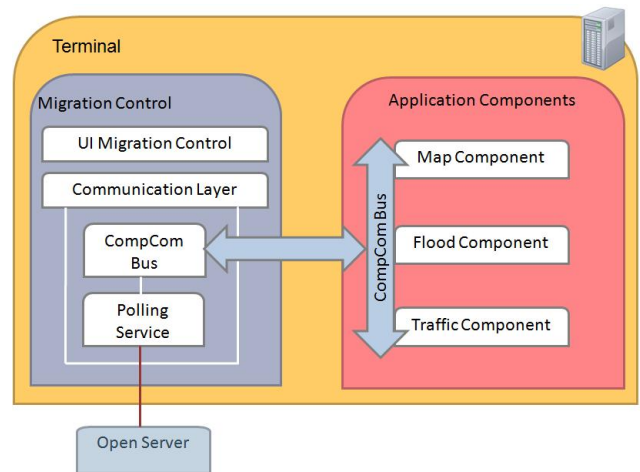 Terminal
Migration Control
UI Migration Control
Communication Layer
CompCom
Bus
Polling
Service
Application Components
CompCom Bus
Map Component
Flood Component
Traffic Component
Open Server